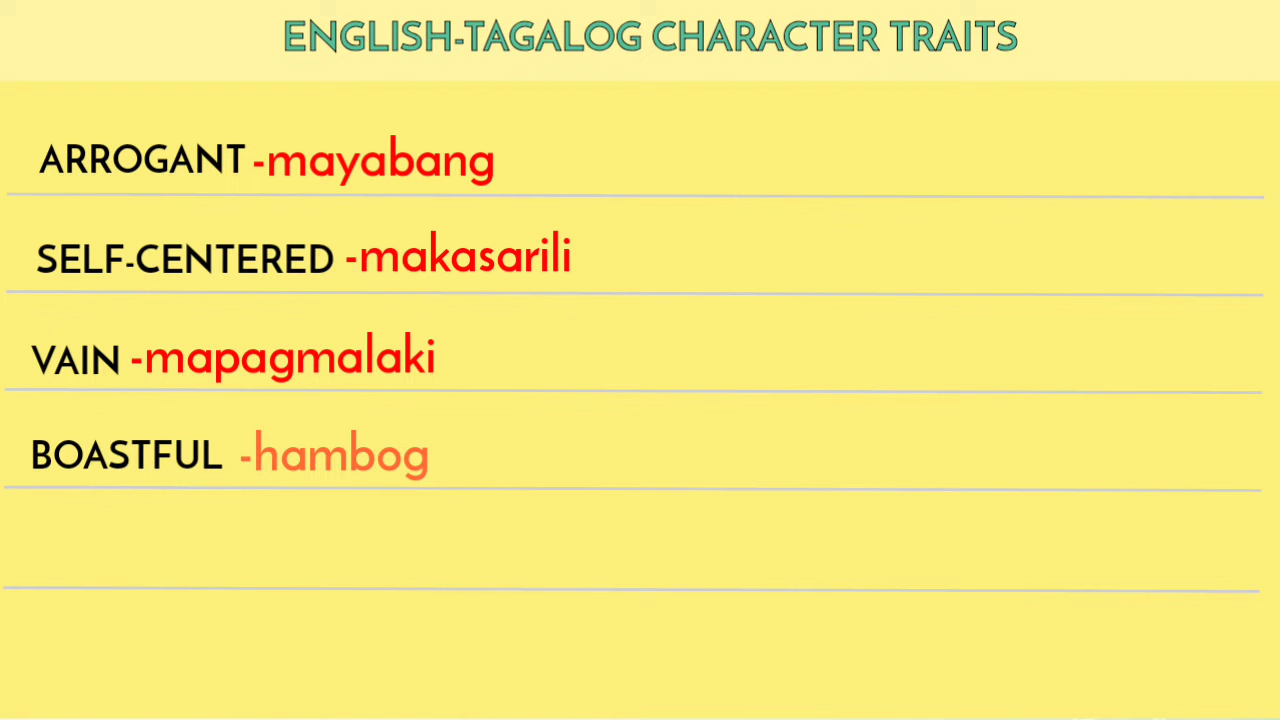 ENGLISH-TAGALOG CHARACTER TRAITS
ARROGANT -mayabang
SELF-CENTERED -makasarili
VAIN -mapagmalaki
BOASTFUL -hambog